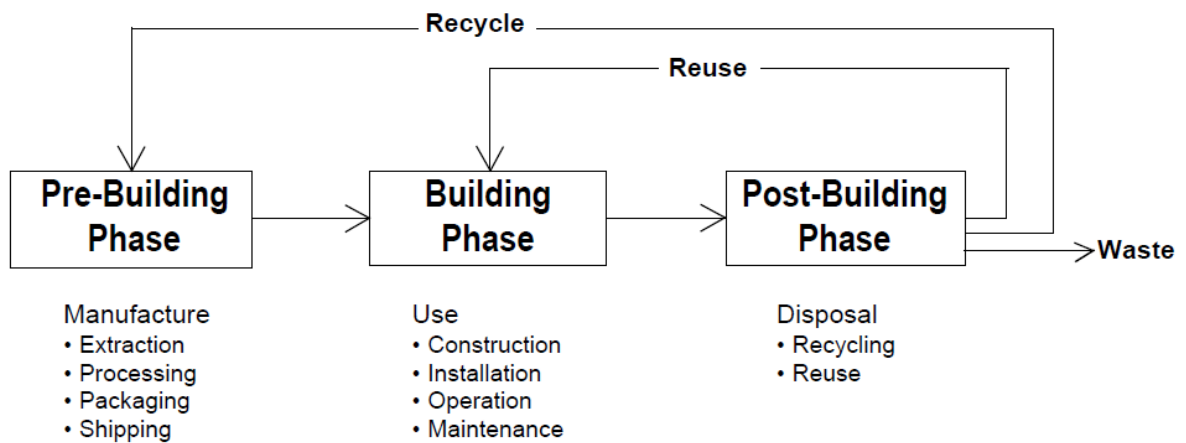 Recycle
Reuse
Pre-Building
Phase
Building
Phase
Post-Building
Phase
Waste
Manufacture
• Extraction
• Processing
• Packaging
• Shipping
Use
• Construction
• Installation
• Operation
• Maintenance
Disposal
• Recycling
• Reuse